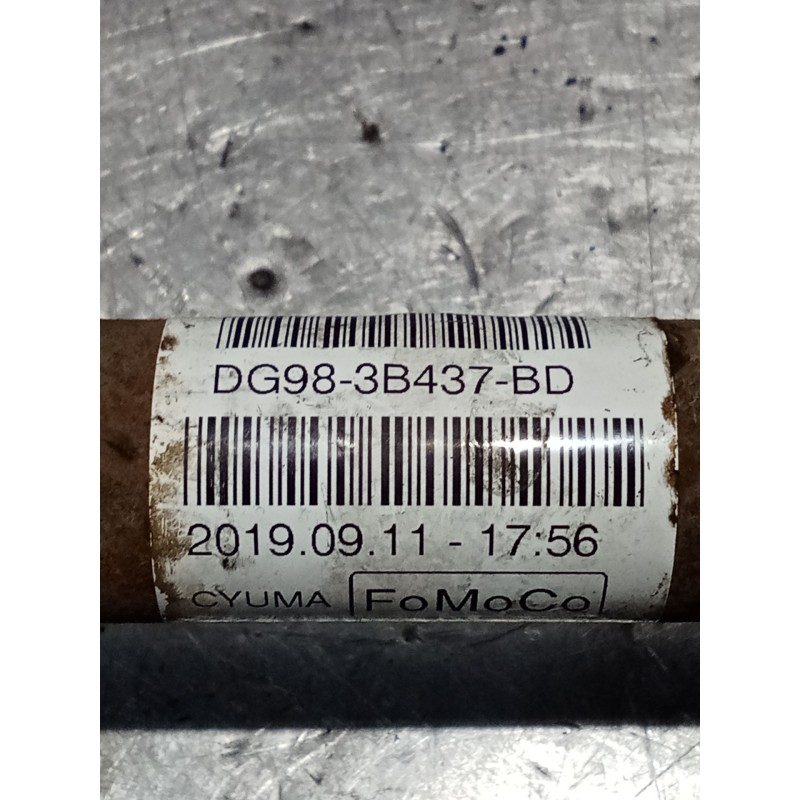 DG98-3B437-BD
2019.09.11 - 17:56
CYUMA FoMoCo